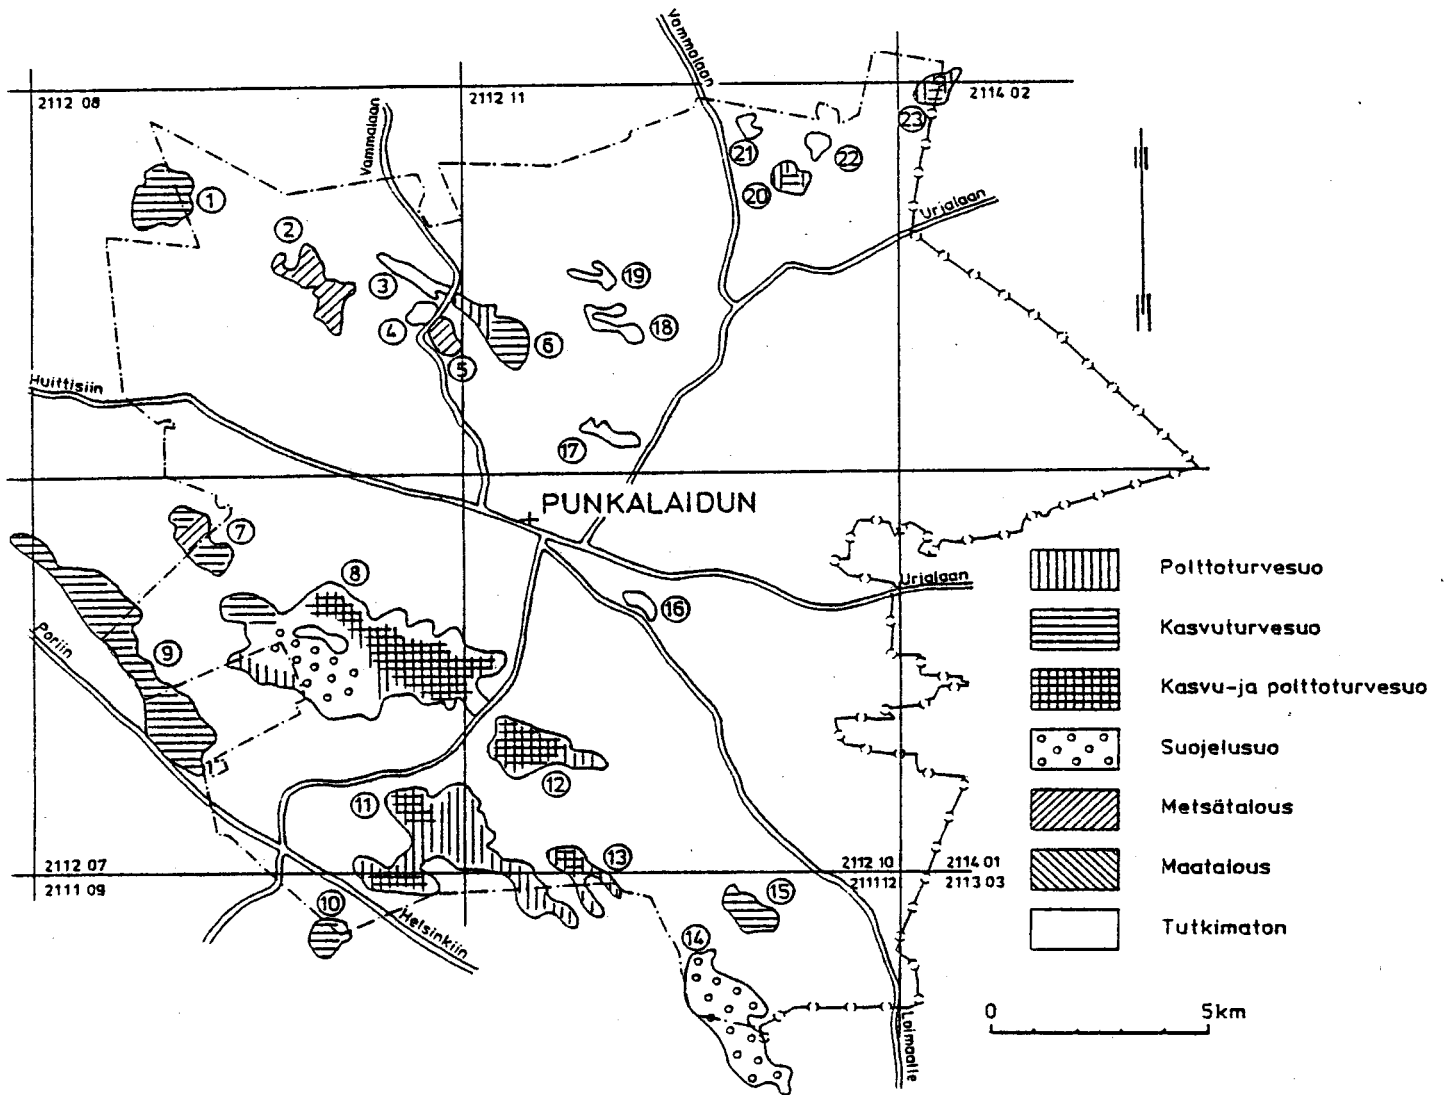 Vammalaan
2112 08
2112 11
2114 02
Vammalaan
23
21
22
1
20
Urjalaan
2
3
19
4
18
6
5
Huittisiin
17
PUNKALAIDUN
7
8
Polttoturvesuo
Urjalaan
16
Kasvuturvesuo
Poriin
9
Kasvu-ja polttoturvesuo
Suojelusuo
12
11
Metsätalous
13
2112 07
2111 09
2112 10
2111 12
2114 01
2113 03
Maatalous
15
10
Helsinkiin
14
Tutkimaton
0 5km
Loimaalle